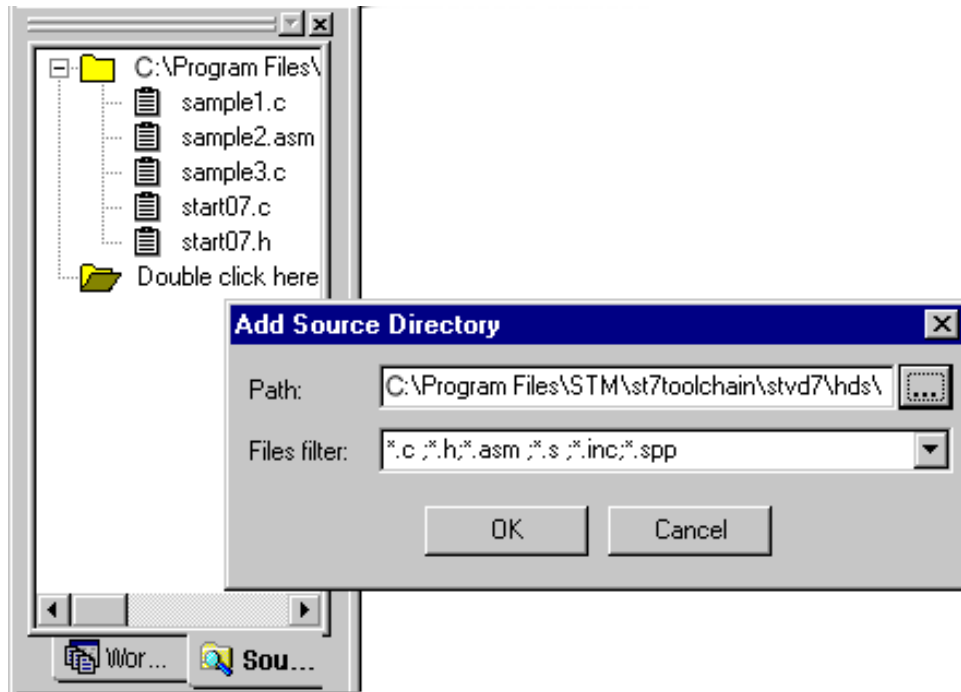 C:\Program Files\
sample1.c
sample2.asm
sample3.c
start07.c
start07.h
Double click here
Add Source Directory
Path: C:\Program Files\STM\st7toolchain\stvd7\hds\ ...
Files filter: *.c ;*.h;*.asm ;*.s ;*.inc;*.spp
OK Cancel
Wor... Sou...